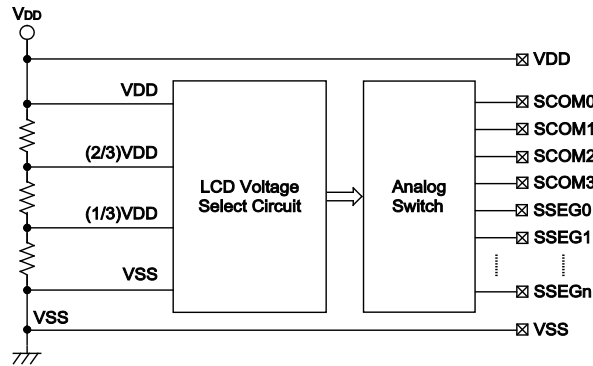 VDD
VDD
VDD
SCOM0
(2/3)VDD
SCOM1
SCOM2
LCD Voltage
Select Circuit
Analog
Switch
SCOM3
(1/3)VDD
SSEG0
SSEG1
VSS
SSEGn
VSS
VSS